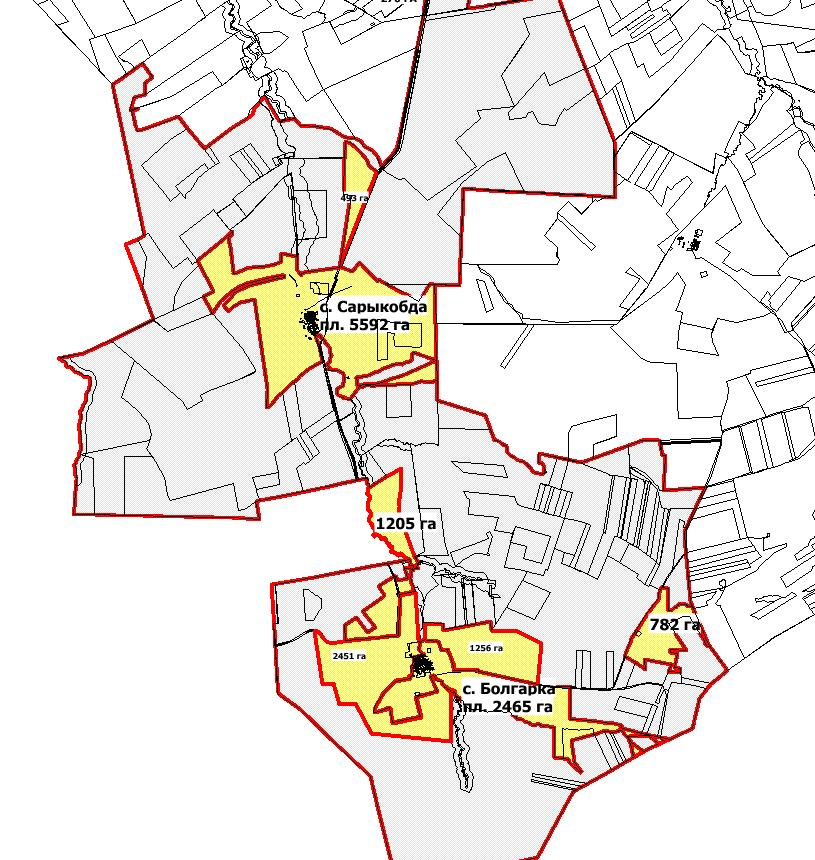 493 га
с. Сарыкобда
пл. 5592 га
1205 га
782 га
2451 га
1256 га
с. Болгарка
пл. 2465 га